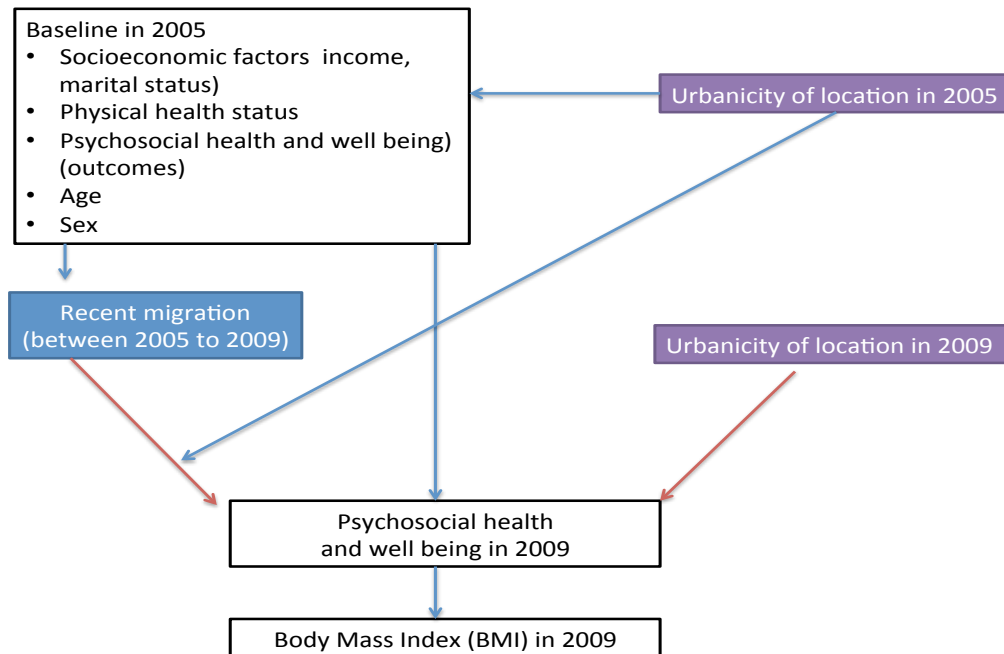 Baseline in 2005
• Socioeconomic factors income,
marital status)
• Physical health status
• Psychosocial health and well being)
(outcomes)
• Age
• Sex
Urbanicity of location in 2005
Recent migration
(between 2005 to 2009)
Urbanicity of location in 2009
Psychosocial health
and well being in 2009
Body Mass Index (BMI) in 2009